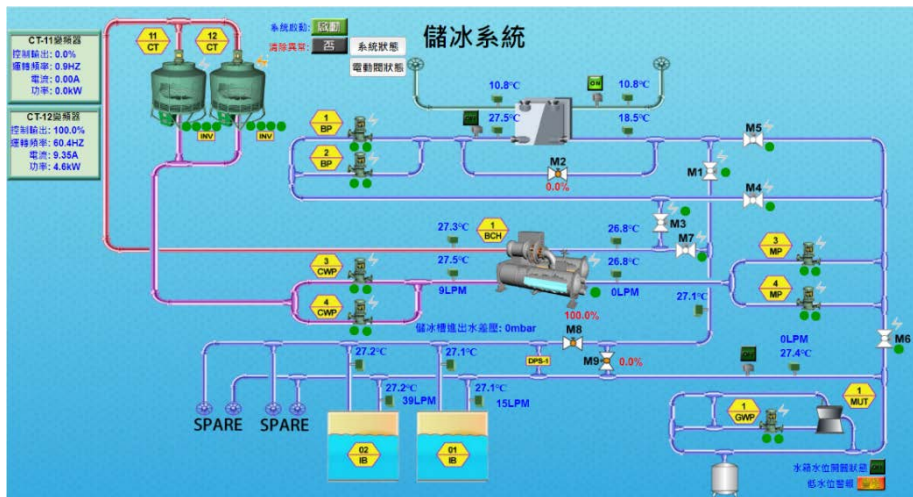 儲冰系統
系統啟動:
清除異常: 否
系統狀態
電動閥狀態
CT-11變頻器
控制輸出: 0.0%
運轉頻率: 0.9HZ
電流: 0.00A
功率: 0.0kW
CT-12變頻器
控制輸出: 100.0%
運轉頻率: 60.4HZ
電流: 9.35A
功率: 4.6kW
11 CT
12 CT
INV
INV
10.8℃
ON
10.8℃
27.5℃
18.5℃
1 BP
2 BP
M2
0.0%
M5
M1
M4
M3
M7
27.3℃
1 BCH
26.8℃
27.5℃
26.8℃
9LPM
0LPM
100.0%
3 CWP
4 CWP
3 MP
4 MP
27.1℃
儲冰槽進出水差壓: 0mbar
M8
M9
0.0%
DPS-1
0LPM
27.4℃
M6
27.2℃
27.1℃
27.2℃
39LPM
27.1℃
15LPM
SPARE
SPARE
02 IB
01 IB
1 GWP
1 MUT
水箱水位開關狀態
低水位警報